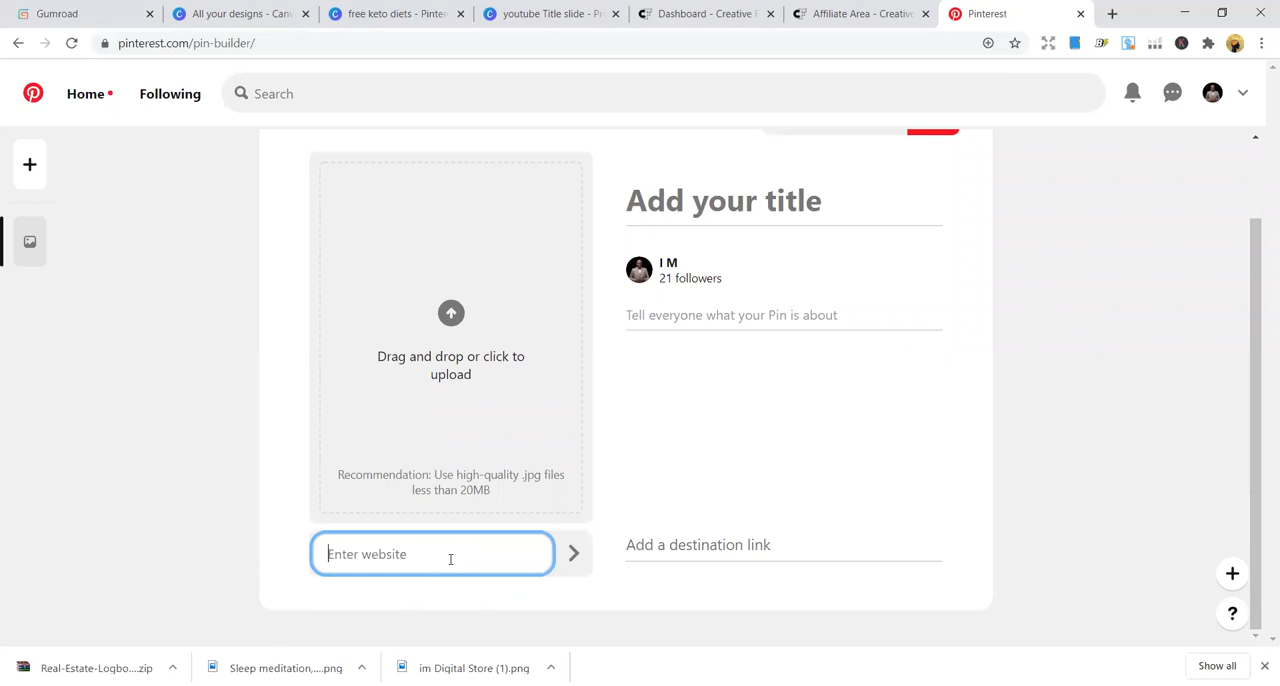 Gumroad
All your designs - Canv
free keto diets - Pinter
youtube Title slide - Pr
Dashboard - Creative F
Affiliate Area - Creative
Pinterest
pinterest.com/pin-builder/
Home
Following
Search
Add your title
I M
21 followers
Tell everyone what your Pin is about
Drag and drop or click to
upload
Recommendation: Use high-quality .jpg files
less than 20MB
Enter website
Add a destination link
?
Real-Estate-Logbo....zip
Sleep meditation,....png
im Digital Store (1).png
Show all